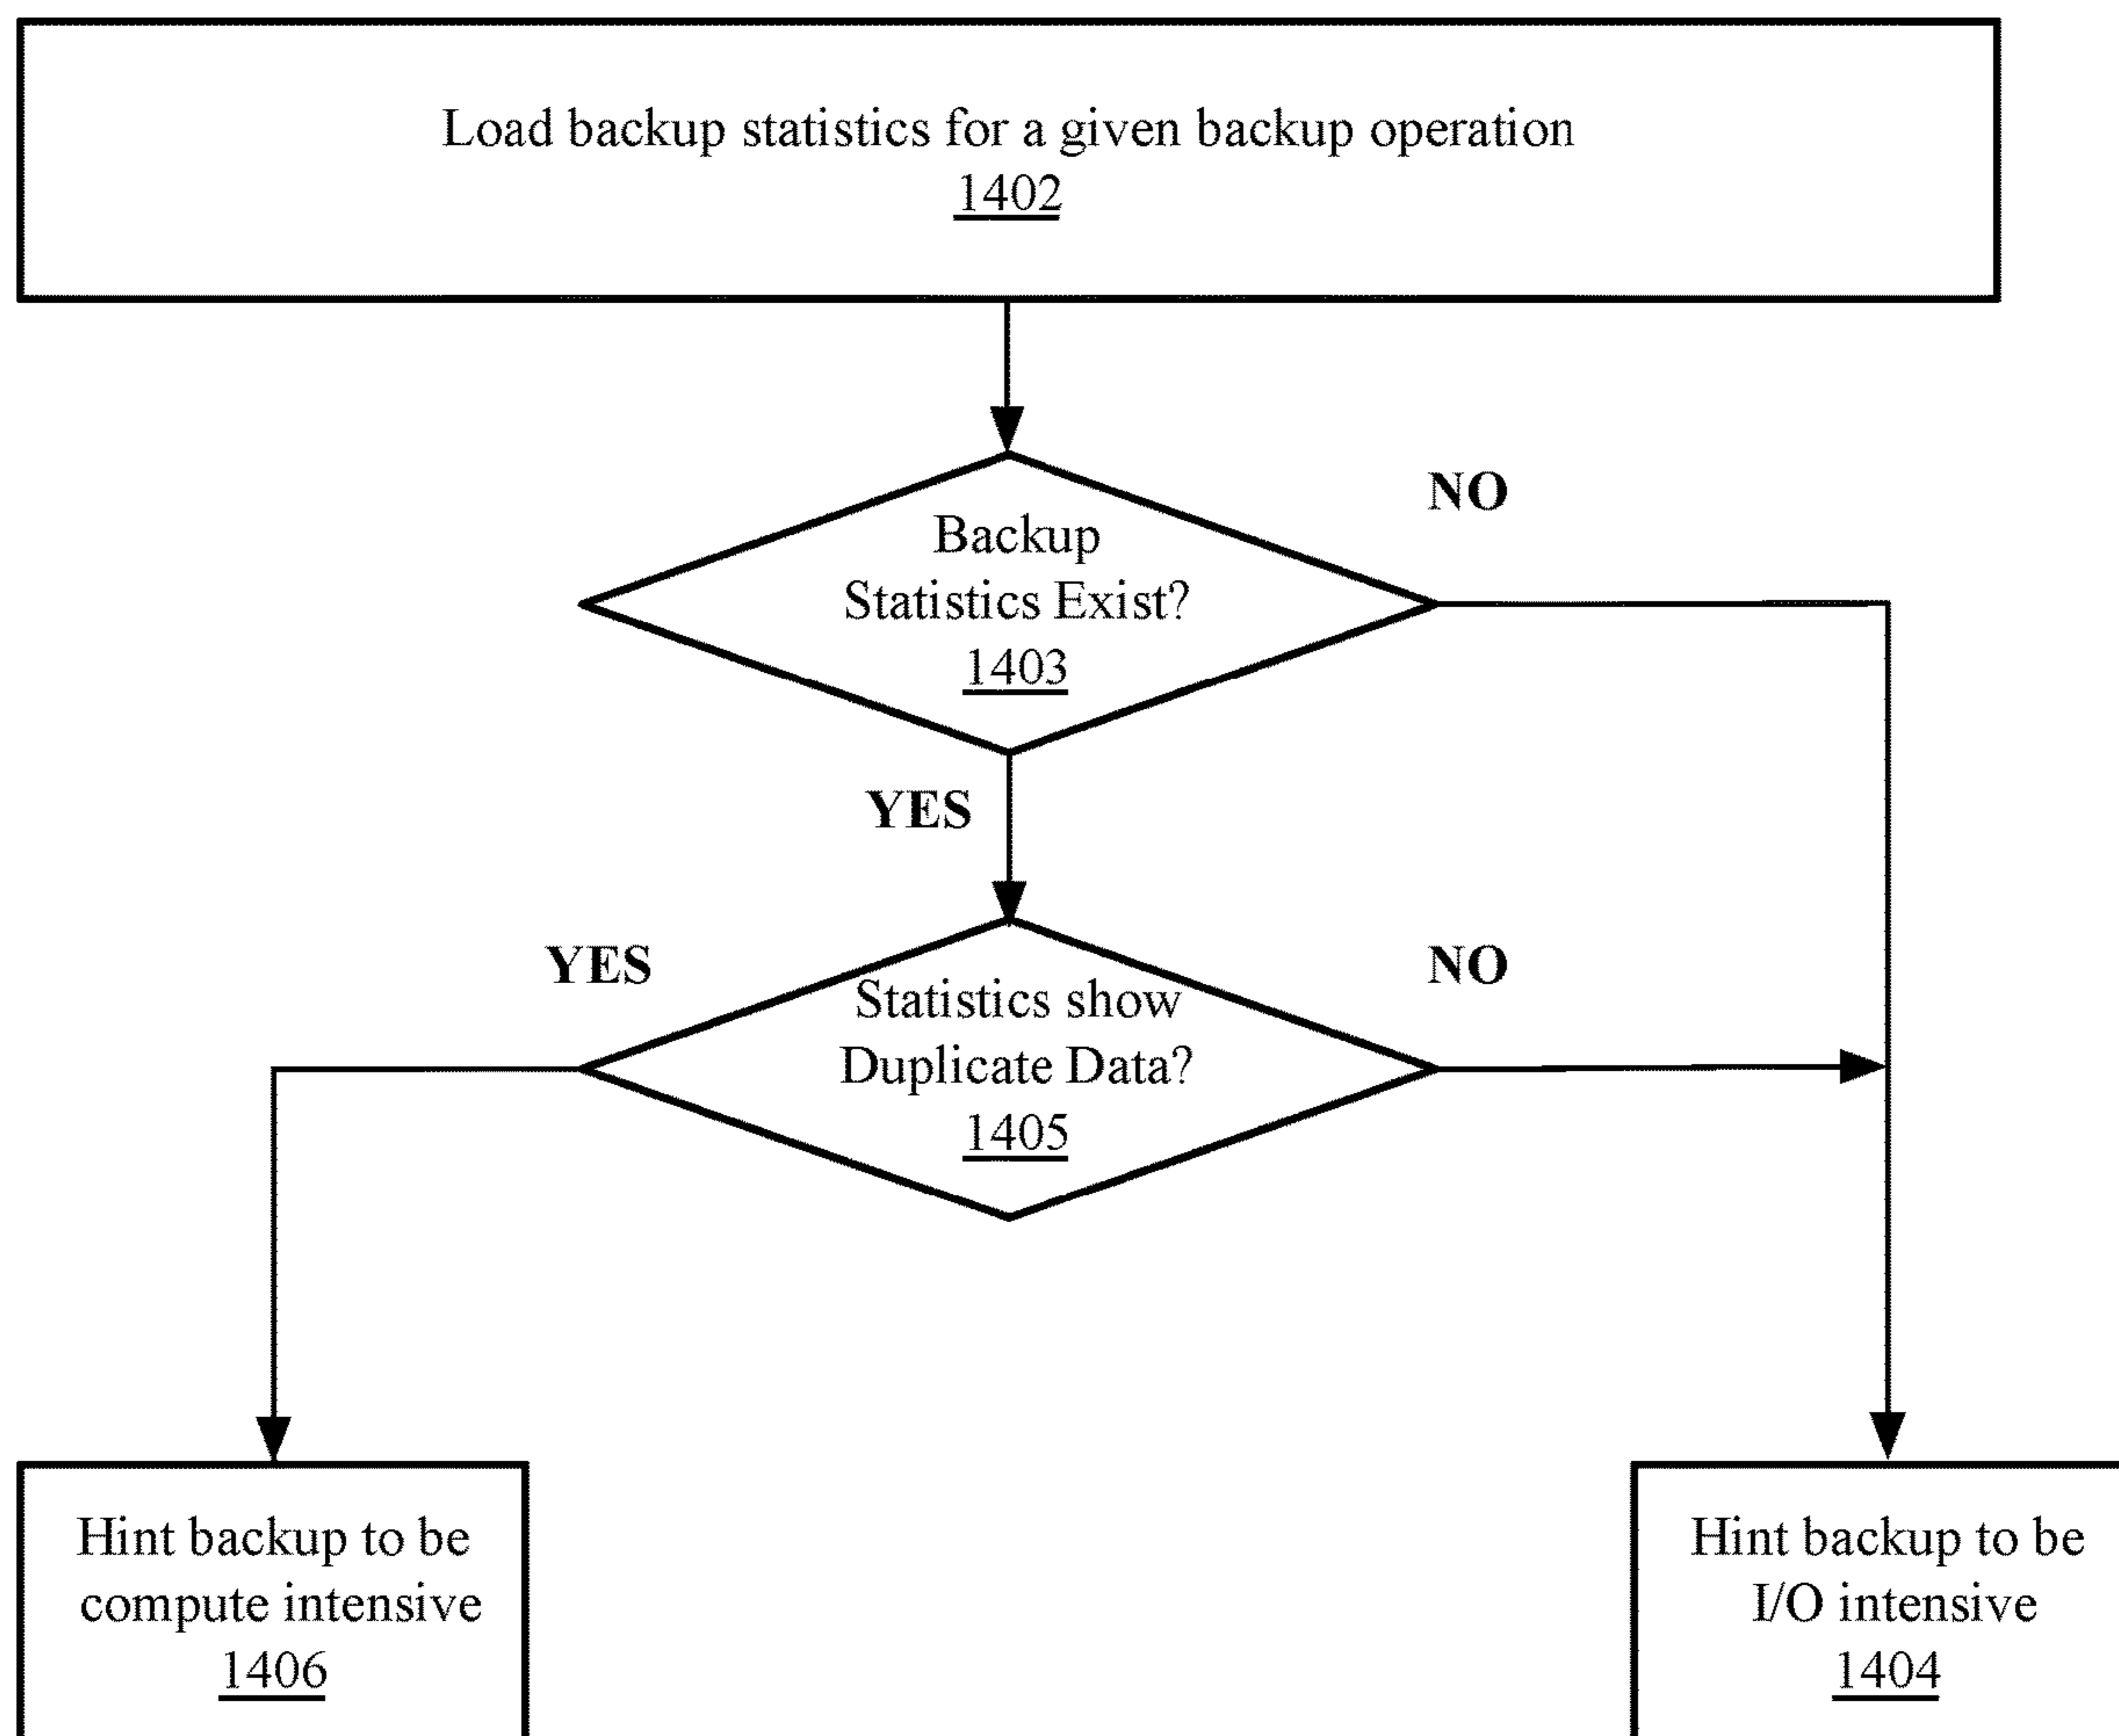 Load backup statistics for a given backup operation
1402
NO
Backup
Statistics Exist?
1403
YES
YES
NO
Statistics show
Duplicate Data?
1405
Hint backup to be
compute intensive
1406
Hint backup to be
I/O intensive
1404